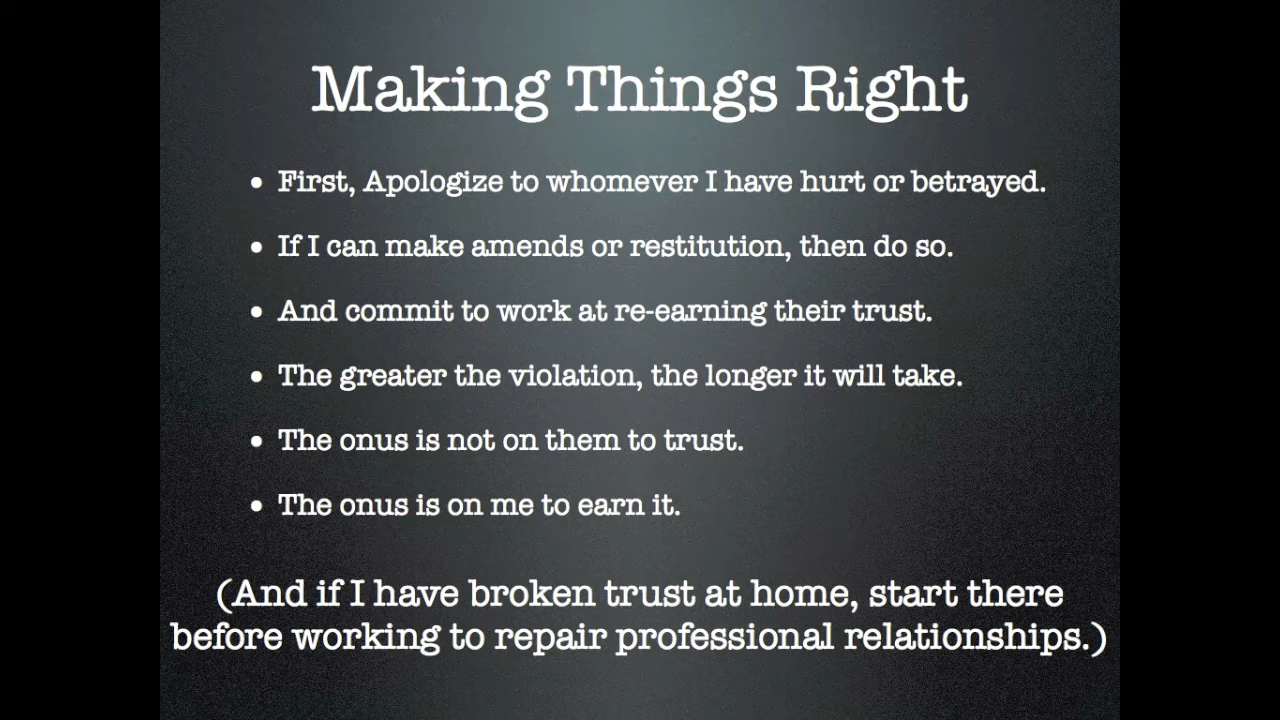 Making Things Right
• First, Apologize to whomever I have hurt or betrayed.
• If I can make amends or restitution, then do so.
• And commit to work at re-earning their trust.
• The greater the violation, the longer it will take.
• The onus is not on them to trust.
• The onus is on me to earn it.
(And if I have broken trust at home, start there
before working to repair professional relationships.)